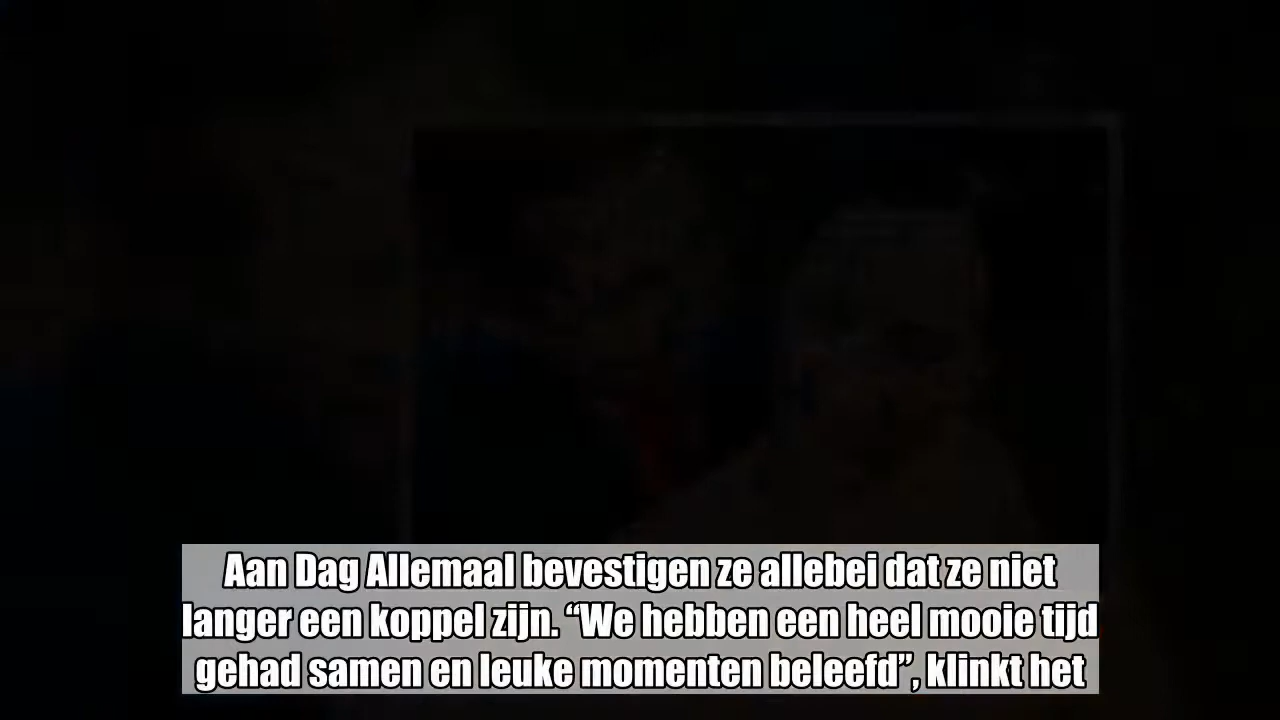 Aan Dag Allemaal bevestigen ze allebei dat ze niet
langer een koppel zijn. “We hebben een heel mooie tijd
gehad samen en leuke momenten beleefd”, klinkt het